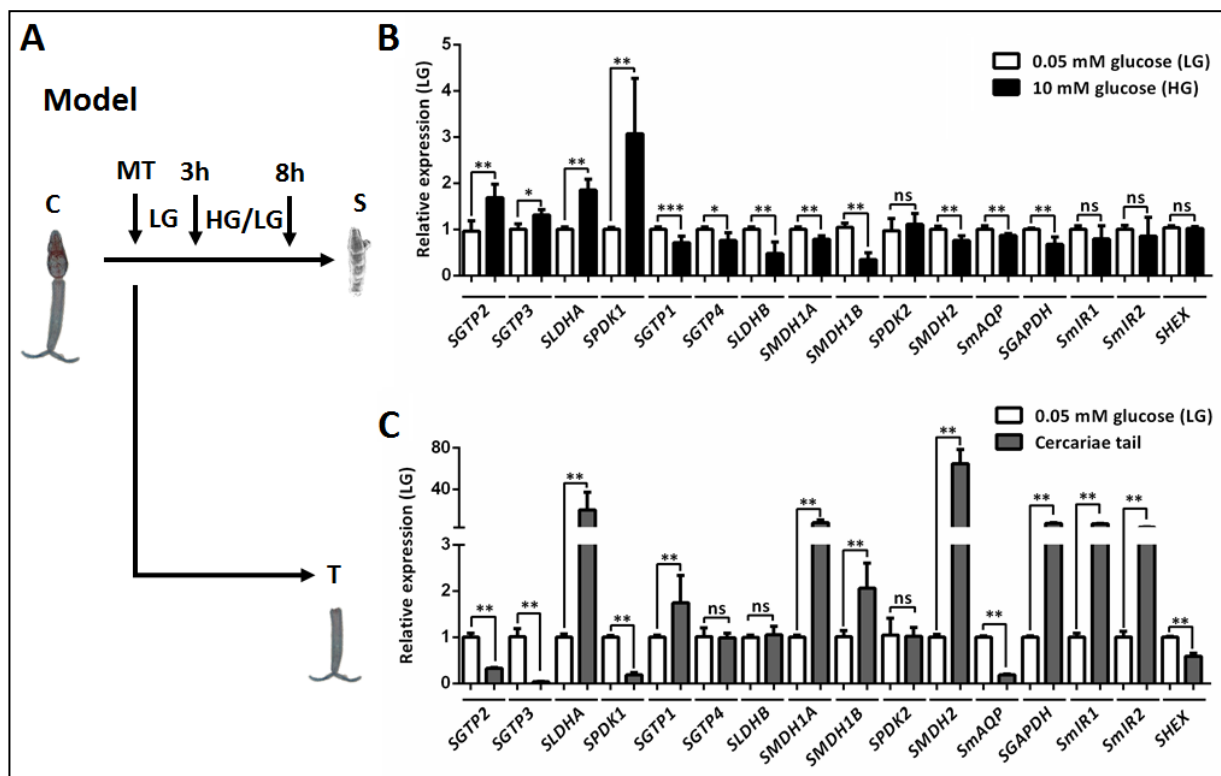 A
Model
MT
3h
8h
LG
HG/LG
C
S
T
B
Relative expression (LG)
5
4
3
2
1
0
0.05 mM glucose (LG)
10 mM glucose (HG)
**
*
**
**
***
*
**
**
**
ns
**
**
**
ns
ns
ns
SGTP2
SGTP3
SLDHA
SPDK1
SGTP1
SGTP4
SLDHB
SMDH1A
SMDH1B
SPDK2
SMDH2
SmAQP
SGAPDH
SmIR1
SmIR2
SHEX
C
Relative expression (LG)
80
40
3
2
1
0
0.05 mM glucose (LG)
Cercariae tail
**
**
**
**
**
ns
ns
**
**
ns
**
**
**
**
**
**
SGTP2
SGTP3
SLDHA
SPDK1
SGTP1
SGTP4
SLDHB
SMDH1A
SMDH1B
SPDK2
SMDH2
SmAQP
SGAPDH
SmIR1
SmIR2
SHEX